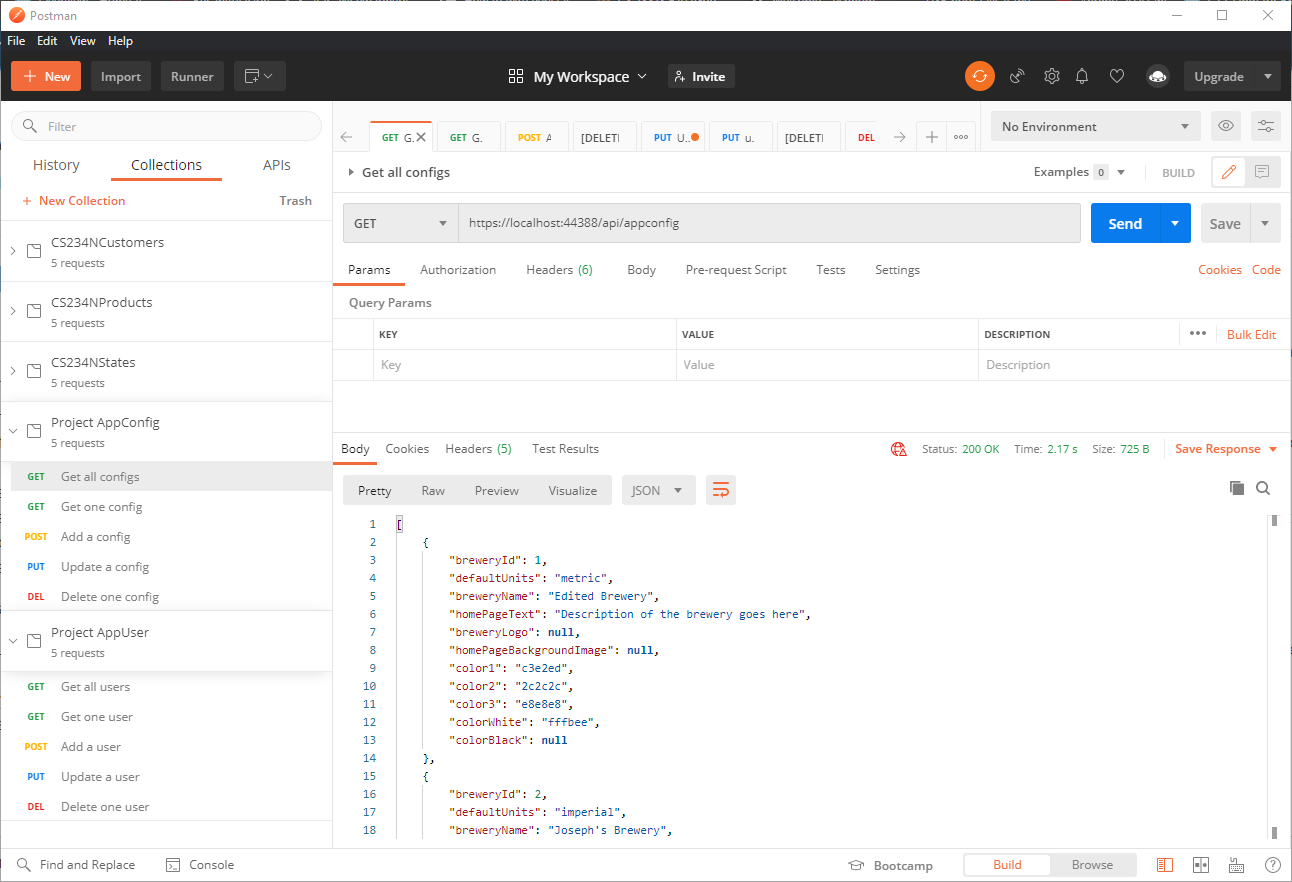 Postman
File Edit View Help
New Import Runner My Workspace Invite Upgrade
Filter
History Collections APIs
New Collection Trash
CS234NCustomers
5 requests
CS234NProducts
5 requests
CS234NStates
5 requests
Project AppConfig
5 requests
GET Get all configs
GET Get one config
POST Add a config
PUT Update a config
DEL Delete one config
Project AppUser
5 requests
GET Get all users
GET Get one user
POST Add a user
PUT Update a user
DEL Delete one user
GET G. GET G. POST A [DELETI PUT U.. PUT u. [DELETI DEL No Environment
Get all configs Examples 0 BUILD
GET https://localhost:44388/api/appconfig Send Save
Params Authorization Headers (6) Body Pre-request Script Tests Settings Cookies Code
Query Params
KEY VALUE DESCRIPTION Bulk Edit
Key Value Description
Body Cookies Headers (5) Test Results Status: 200 OK Time: 2.17 s Size: 725 B Save Response
Pretty Raw Preview Visualize JSON
1 [
2 {
3 "breweryId": 1,
4 "defaultUnits": "metric",
5 "breweryName": "Edited Brewery",
6 "homePageText": "Description of the brewery goes here",
7 "breweryLogo": null,
8 "homePageBackgroundImage": null,
9 "color1": "c3e2ed",
10 "color2": "2c2c2c",
11 "color3": "e8e8e8",
12 "colorWhite": "fffbee",
13 "colorBlack": null
14 },
15 {
16 "breweryId": 2,
17 "defaultUnits": "imperial",
18 "breweryName": "Joseph's Brewery",
Find and Replace Console Bootcamp Build Browse